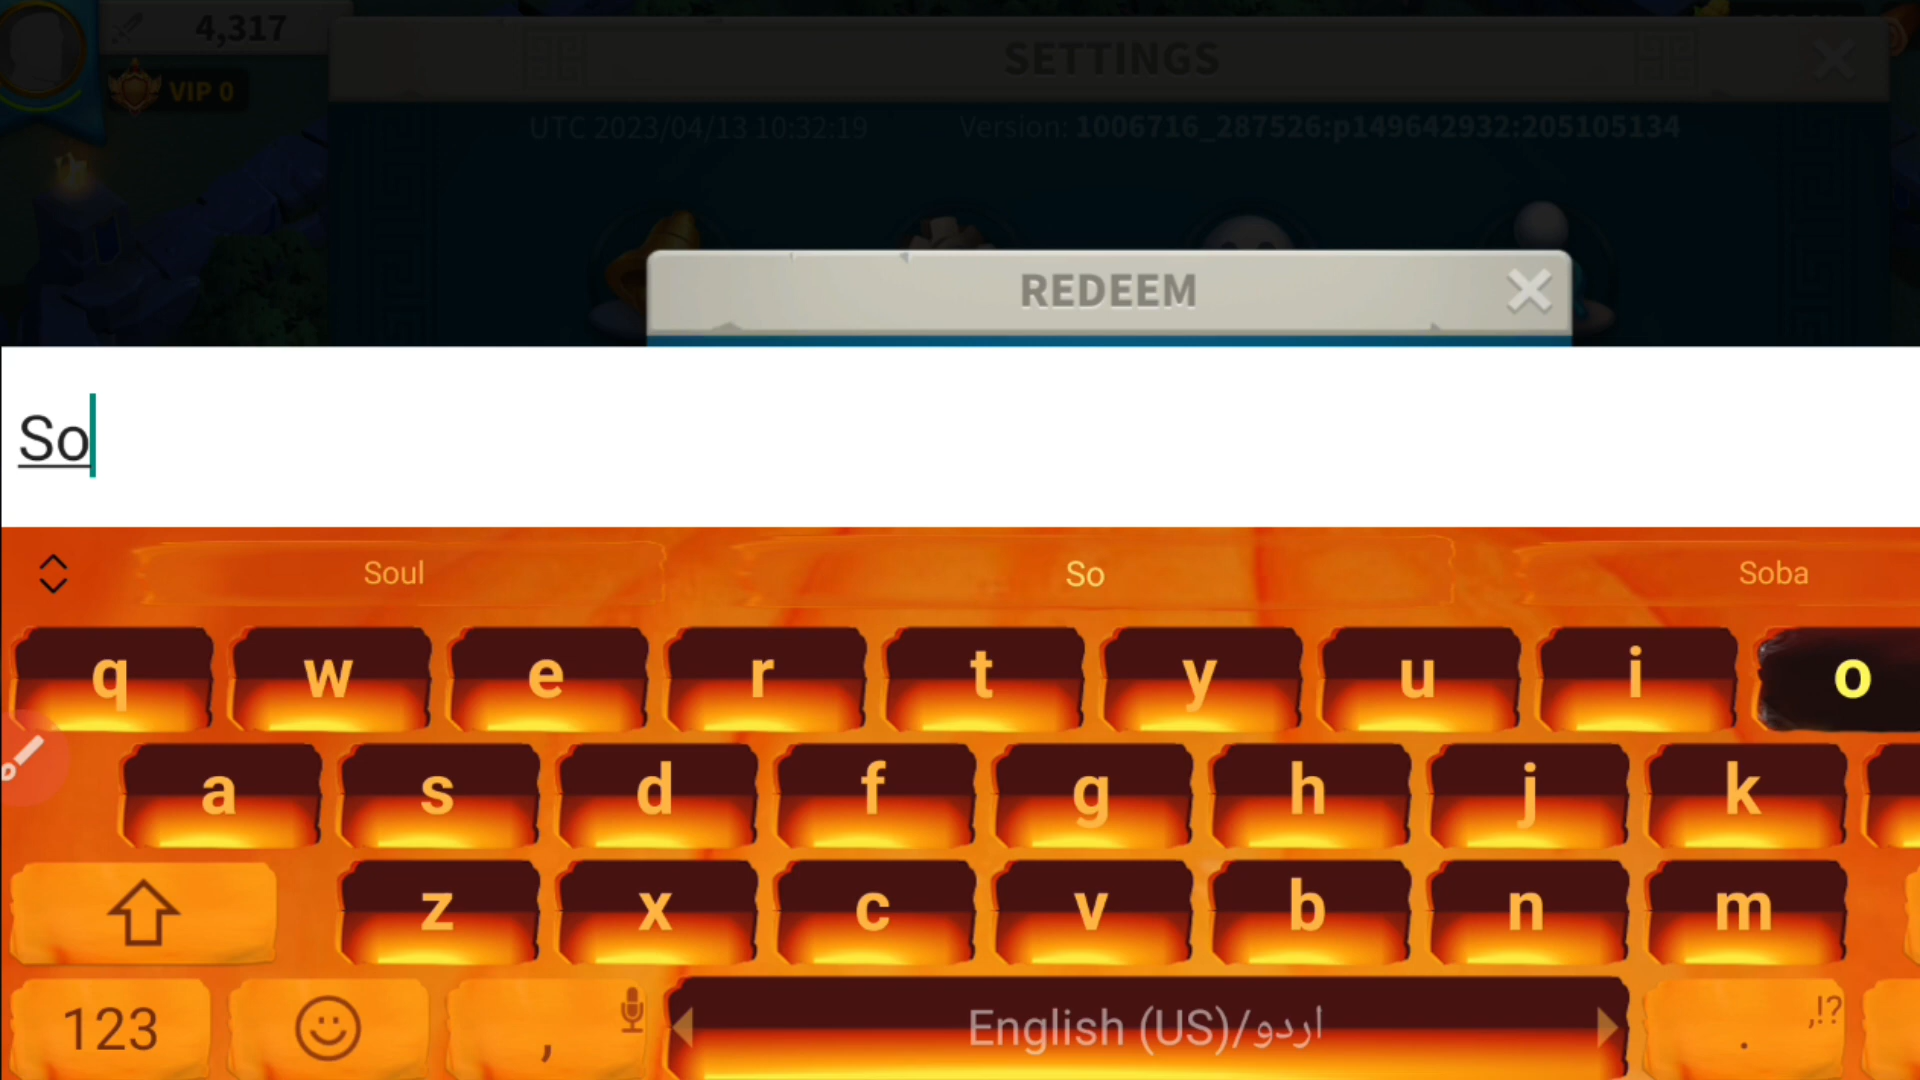 4,317
VIP 0
SETTINGS
UTC 2023/04/13 10:32:19
Version: 1006716_287526:p149642932:205105134
REDEEM
So
Soul
So
Soba
q w e r t y u i o
a s d f g h j k
z x c v b n m
123
,
English (US)/اردو
,!?
.